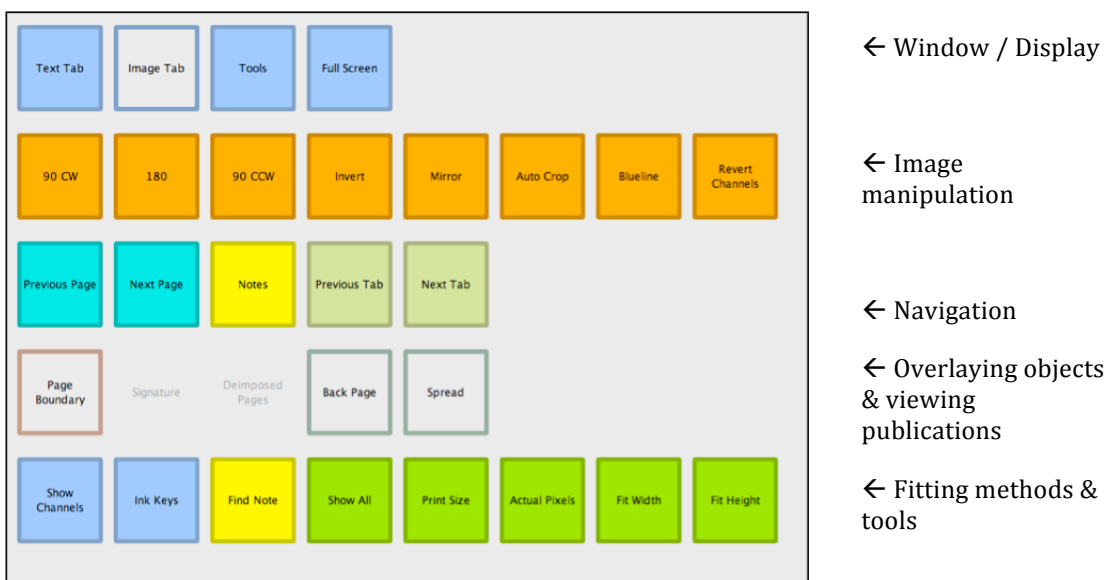 Text Tab
Image Tab
Tools
Full Screen
← Window / Display
90 CW
180
90 CCW
Invert
Mirror
Auto Crop
Blueline
Revert
Channels
← Image
manipulation
Previous Page
Next Page
Notes
Previous Tab
Next Tab
← Navigation
Page
Boundary
Signature
Deimposed
Pages
Back Page
Spread
← Overlaying objects
& viewing
publications
Show
Channels
Ink Keys
Find Note
Show All
Print Size
Actual Pixels
Fit Width
Fit Height
← Fitting methods &
tools